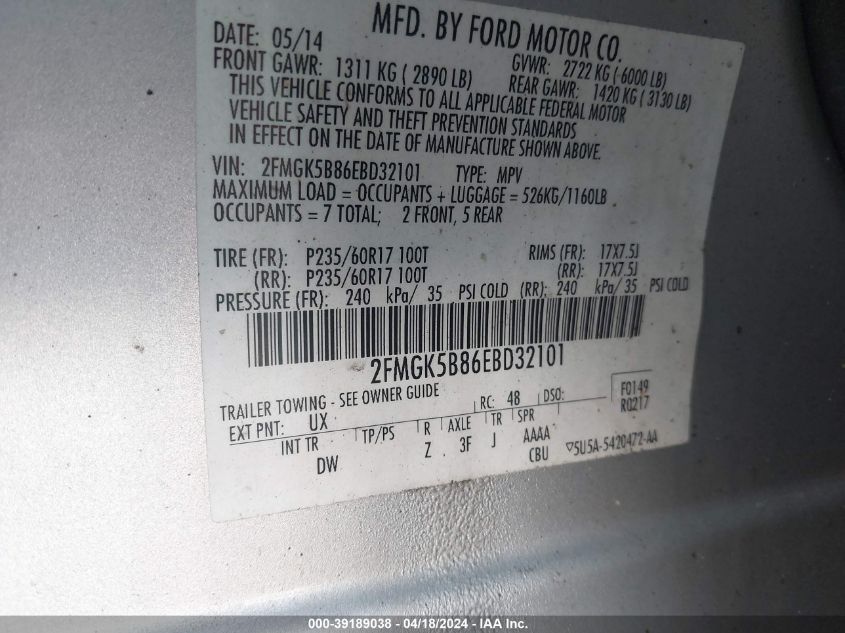 MFD. BY FORD MOTOR CO.
DATE: 05/14 GVWR: 2722 KG (6000 LB)
FRONT GAWR: 1311 KG (2890 LB) REAR GAWR: 1420 KG (3130 LB)
THIS VEHICLE CONFORMS TO ALL APPLICABLE FEDERAL MOTOR
VEHICLE SAFETY AND THEFT PREVENTION STANDARDS
IN EFFECT ON THE DATE OF MANUFACTURE SHOWN ABOVE.
VIN: 2FMGK5B86EBD32101 TYPE: MPV
MAXIMUM LOAD = OCCUPANTS + LUGGAGE = 526KG/1160LB
OCCUPANTS = 7 TOTAL; 2 FRONT, 5 REAR
TIRE (FR): P235/60R17 100T RIMS (FR): 17X7.5J
(RR): P235/60R17 100T (RR): 17X7.5J
PRESSURE (FR): 240 kPa/ 35 PSI COLD (RR): 240 kPa/ 35 PSI COLD
2FMGK5B86EBD32101
TRAILER TOWING - SEE OWNER GUIDE F0149
EXT PNT: UX RC: 48 DSO: R0217
INT TR TP/PS R AXLE TR SPR
DW Z 3F J AAAA
CBU ▽5U5A-5420472-AA
000-39189038 / 04/18/2024 - IAA Inc.